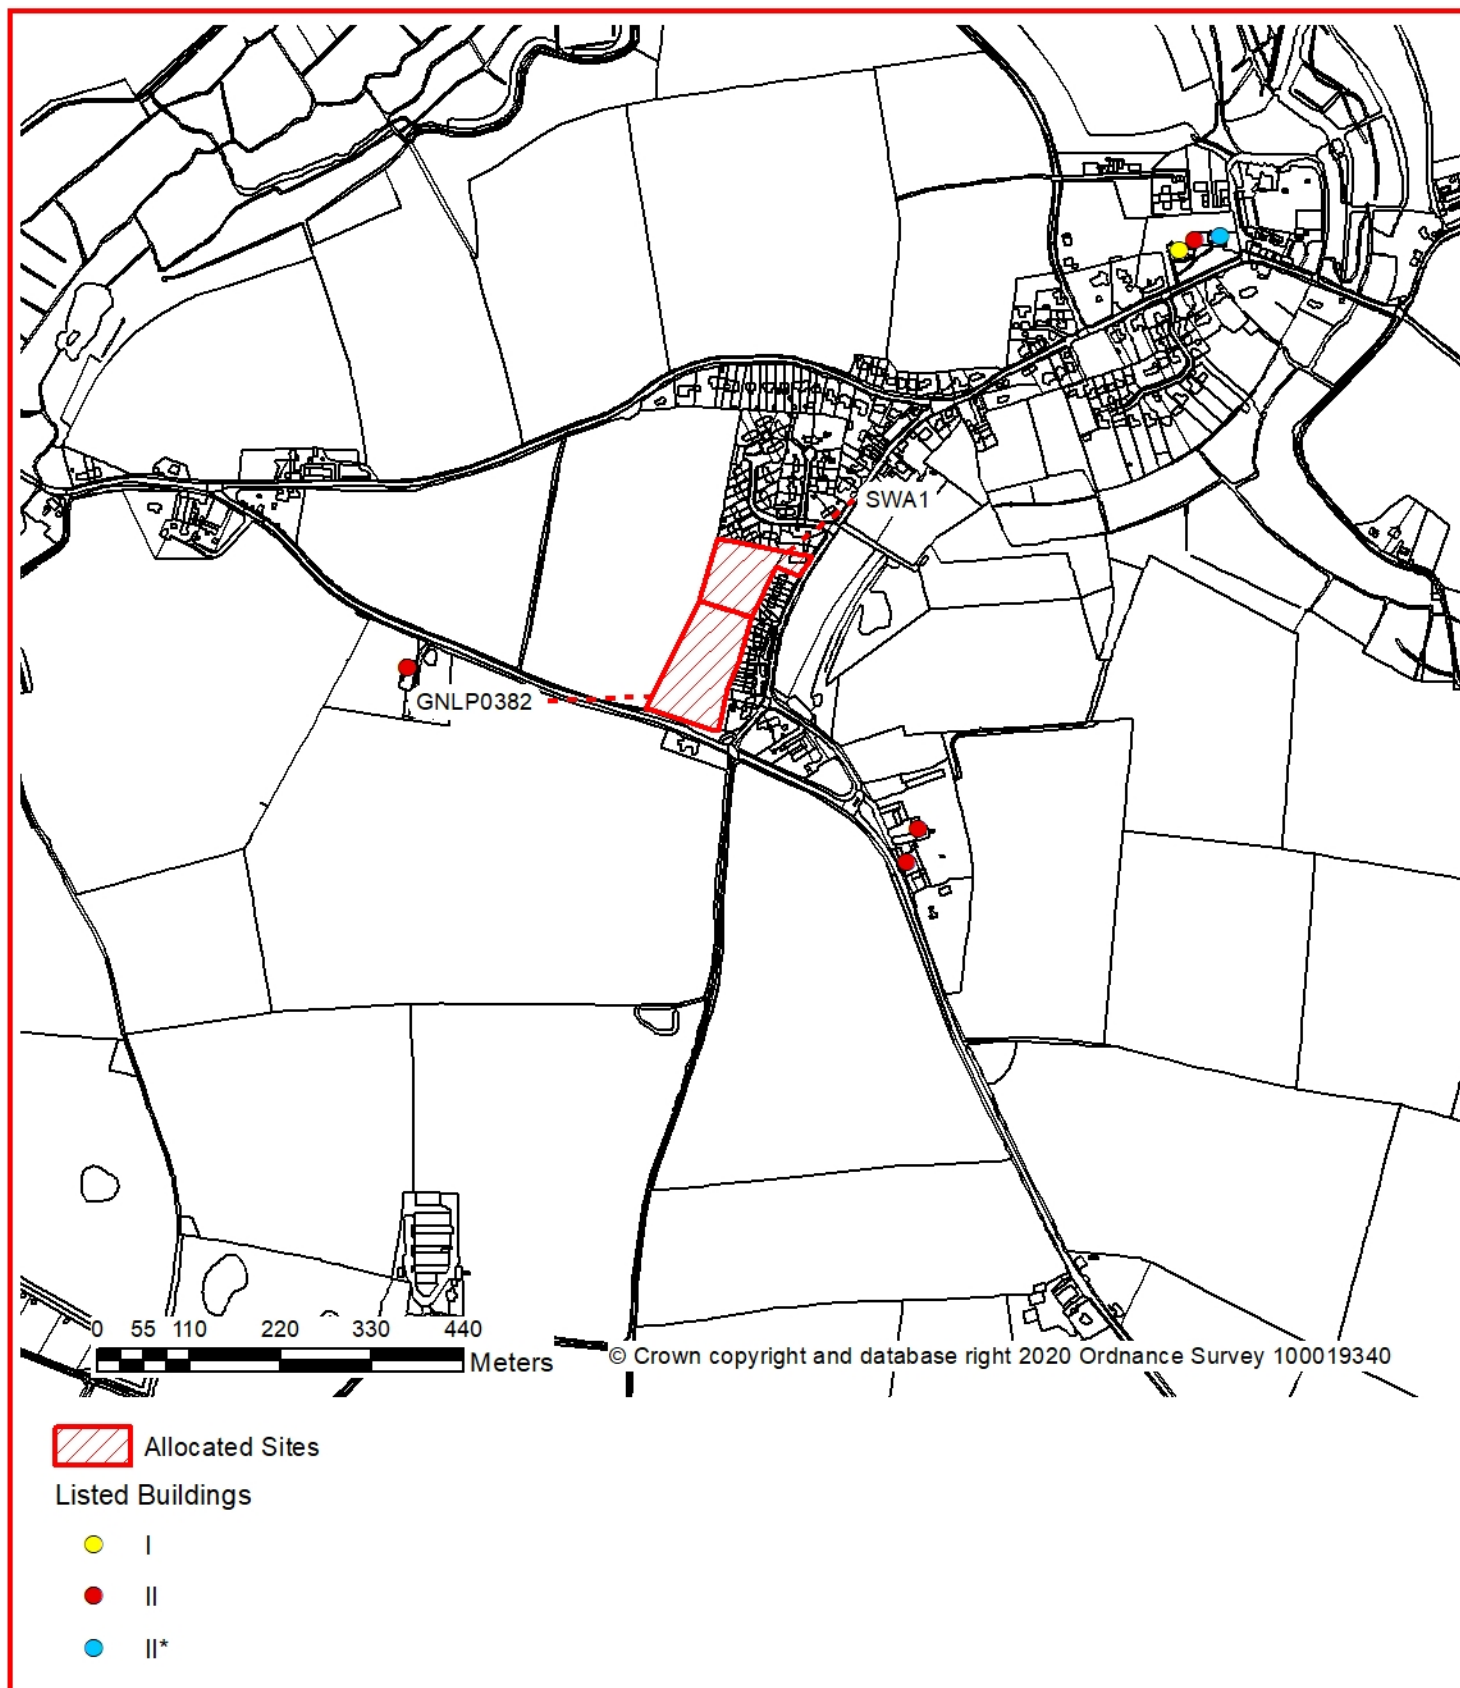 SWA1
GNLP0382
0 55 110 220 330 440
Meters
© Crown copyright and database right 2020 Ordnance Survey 100019340
Allocated Sites
Listed Buildings
I
II
II*